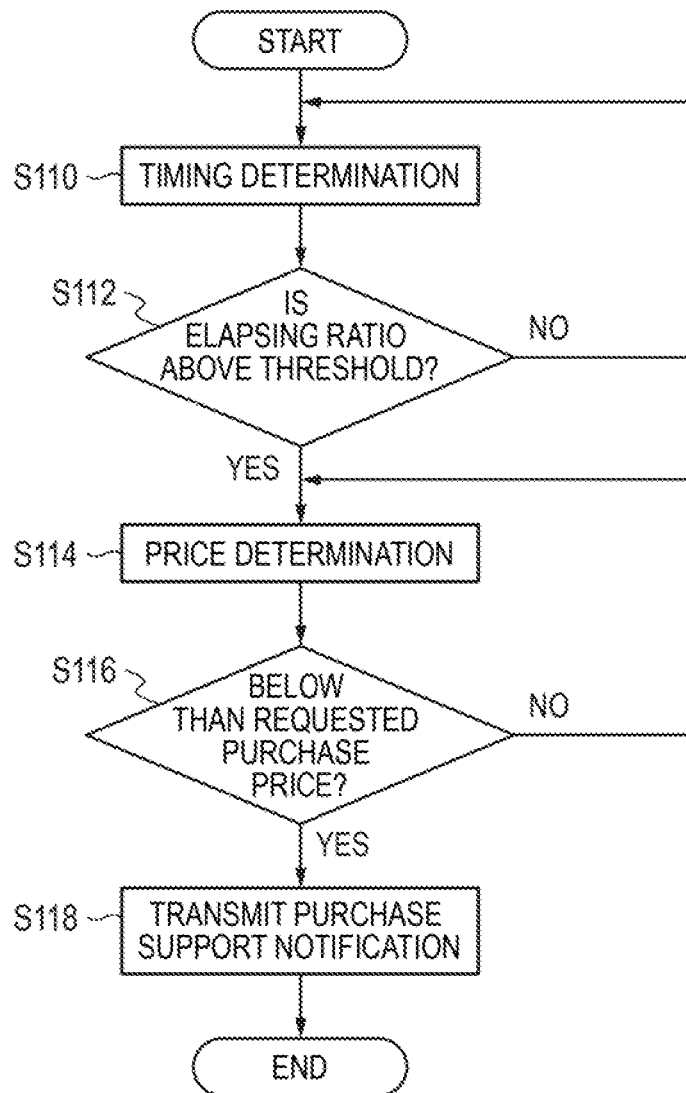 START
S110
TIMING DETERMINATION
S112
IS
ELAPSING RATIO
ABOVE THRESHOLD?
NO
YES
S114
PRICE DETERMINATION
S116
BELOW
THAN REQUESTED
PURCHASE
PRICE?
NO
YES
S118
TRANSMIT PURCHASE
SUPPORT NOTIFICATION
END